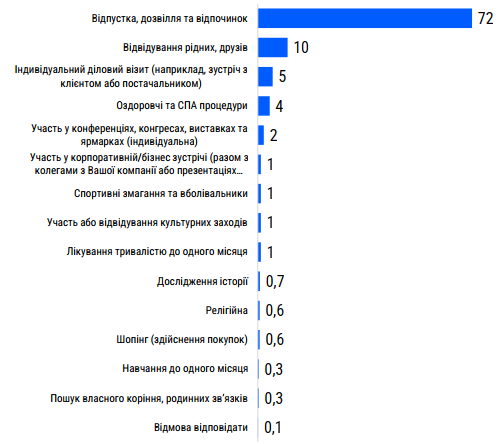 Відпустка, дозвілля та відпочинок 72
Відвідування рідних, друзів 10
Індивідуальний діловий візит (наприклад, зустріч з
клієнтом або постачальником) 5
Оздоровчі та СПА процедури 4
Участь у конференціях, конгресах, виставках та
ярмарках (індивідуальна) 2
Участь у корпоративній/бізнес зустрічі (разом з
колегами з Вашої компанії або презентаціях... 1
Спортивні змагання та вболівальники 1
Участь або відвідування культурних заходів 1
Лікування тривалістю до одного місяця 1
Дослідження історії 0,7
Релігійна 0,6
Шопінг (здійснення покупок) 0,6
Навчання до одного місяця 0,3
Пошук власного коріння, родинних зв'язків 0,3
Відмова відповідати 0,1